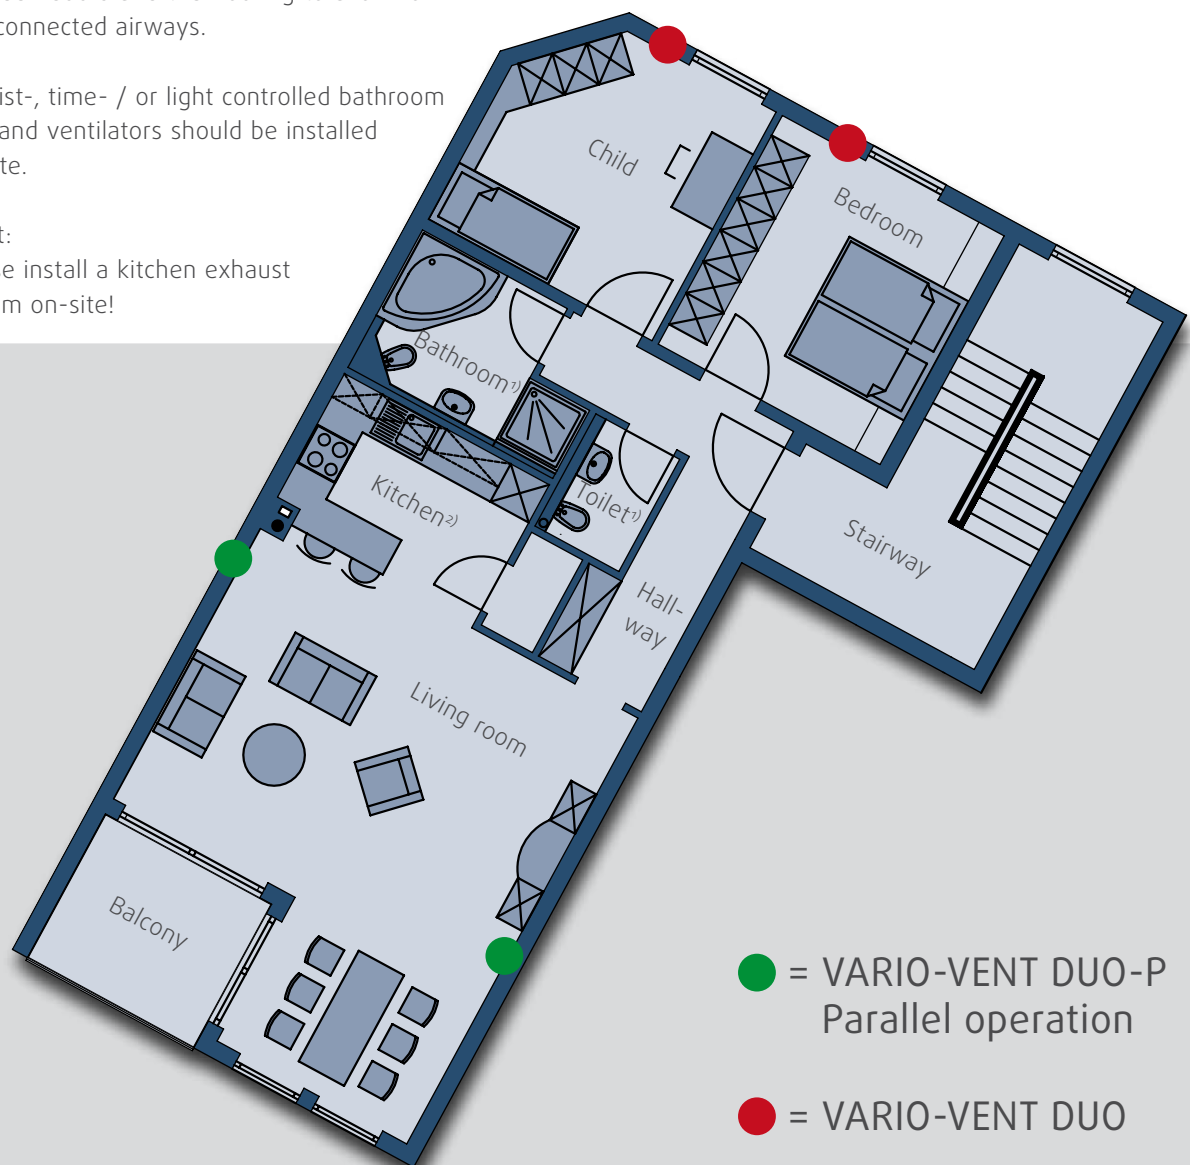 connected airways.
ist-, time- / or light controlled bathroom
and ventilators should be installed
te.
t:
se install a kitchen exhaust
m on-site!
Child
Bedroom
Bathroom¹⁾
Kitchen²⁾
Toilet¹⁾
Stairway
Hall-
way
Living room
Balcony
= VARIO-VENT DUO-P
Parallel operation
= VARIO-VENT DUO